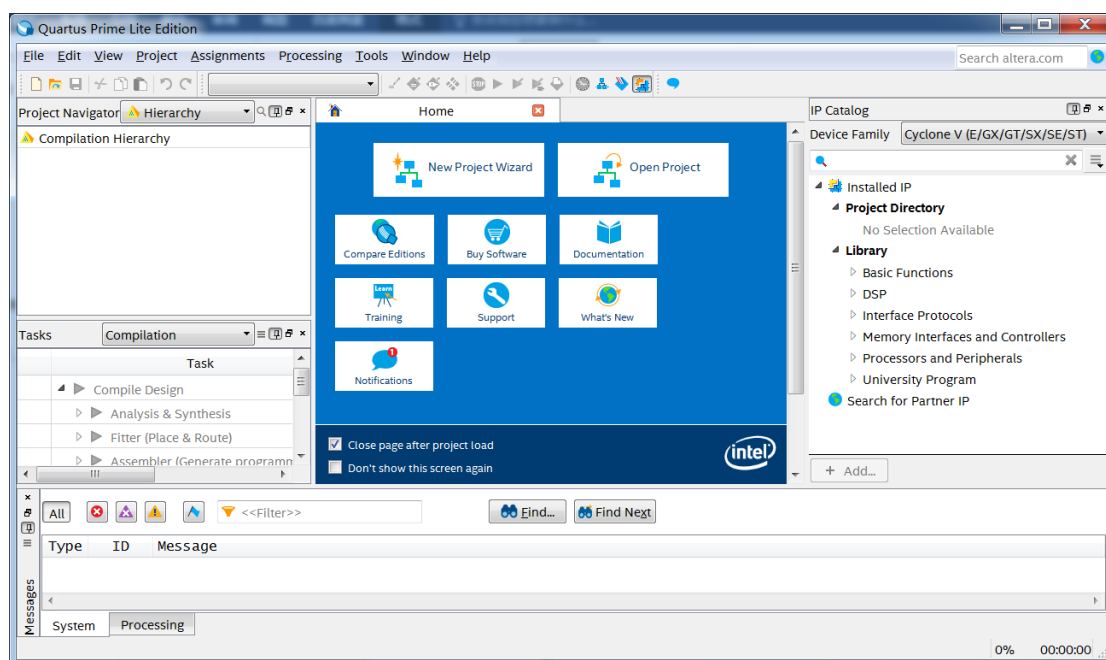 Quartus Prime Lite Edition
File Edit View Project Assignments Processing Tools Window Help
Search altera.com
Project Navigator Hierarchy
Compilation Hierarchy
Tasks Compilation
Task
Compile Design
Analysis & Synthesis
Fitter (Place & Route)
Assembler (Generate programm
Home
New Project Wizard
Open Project
Compare Editions
Buy Software
Documentation
Learn
Training
Support
What's New
1
Notifications
Close page after project load
Don't show this screen again
intel
IP Catalog
Device Family Cyclone V (E/GX/GT/SX/SE/ST)
Installed IP
Project Directory
No Selection Available
Library
Basic Functions
DSP
Interface Protocols
Memory Interfaces and Controllers
Processors and Peripherals
University Program
Search for Partner IP
+ Add...
All <<Filter>> Find... Find Next
Type ID Message
Messages
System Processing
0% 00:00:00